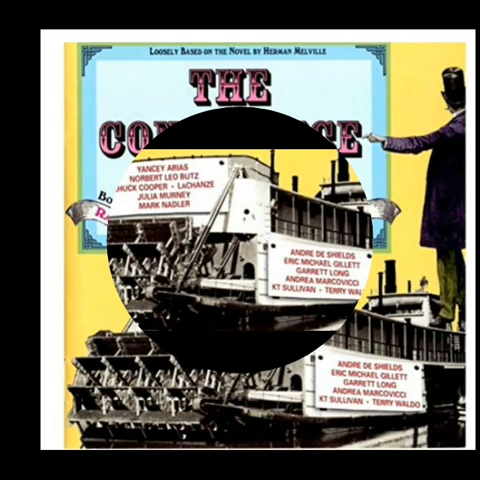 LOOSELY BASED ON THE NOVEL BY HERMAN MELVILLE
THE
YANCEY ARIAS
NORBERT LEO BUTZ
CHUCK COOPER • LACHANZE
JULIA MURNEY
MARK NADLER
ANDRE DE SHIELDS
ERIC MICHAEL GILLETT
GARRETT LONG
ANDREA MARCOVICCI
KT SULLIVAN • TERRY
ANDRE DE SHIELDS
ERIC MICHAEL GILLETT
GARRETT LONG
ANDREA MARCOVICCI
KT SULLIVAN • TERRY WALDO